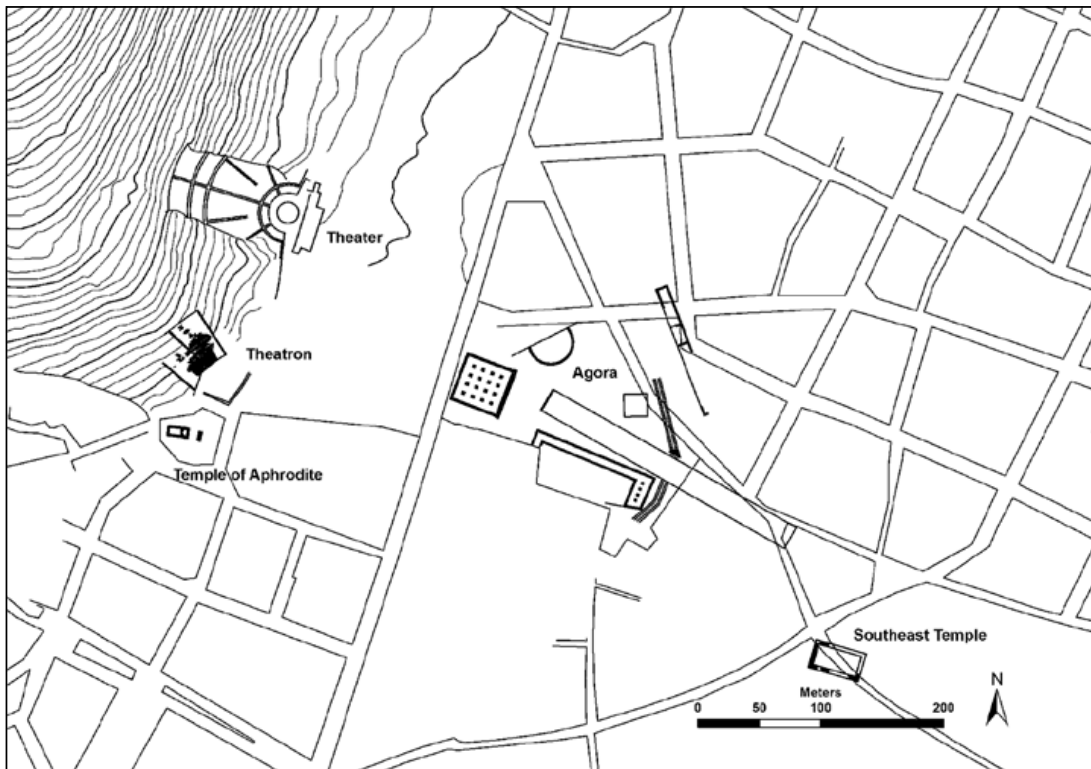 Theater
Theatron
Agora
Temple of Aphrodite
Southeast Temple
N
Meters
0 50 100 200